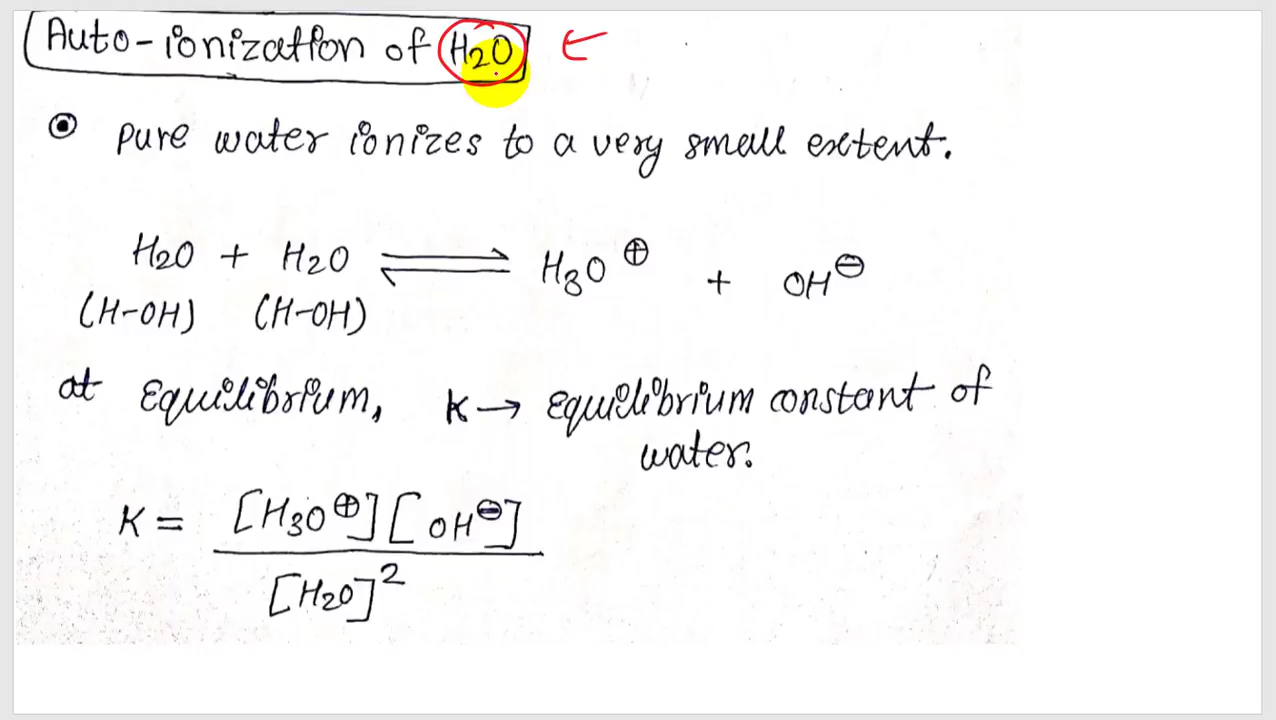 Auto-ionization of H2O ←
pure water ionizes to a very small extent.
H2O + H2O ⇌ H3O⊕ + OH⊖
(H-OH) (H-OH)
at Equilibrium, K → equilibrium constant of
water.
K = [H3O⊕][OH⊖]
[H2O]²